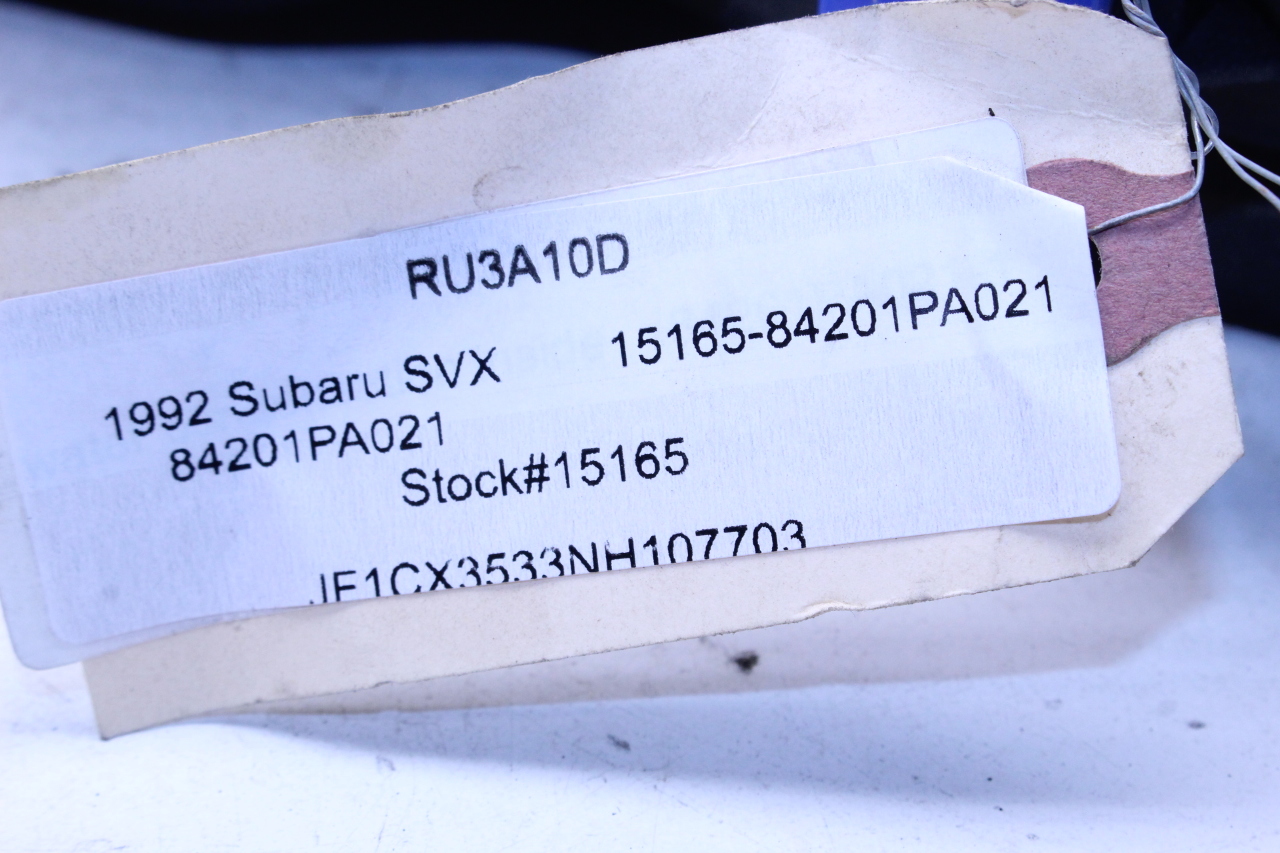 RU3A10D
1992 Subaru SVX 15165-84201PA021
84201PA021
Stock#15165
JF1CX3533NH107703